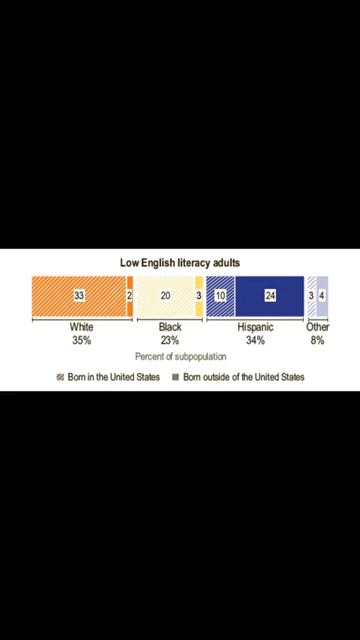 Low English literacy adults
33 2 20 3 10 24 3 4
White Black Hispanic Other
35% 23% 34% 8%
Percent of subpopulation
Born in the United States Born outside of the United States